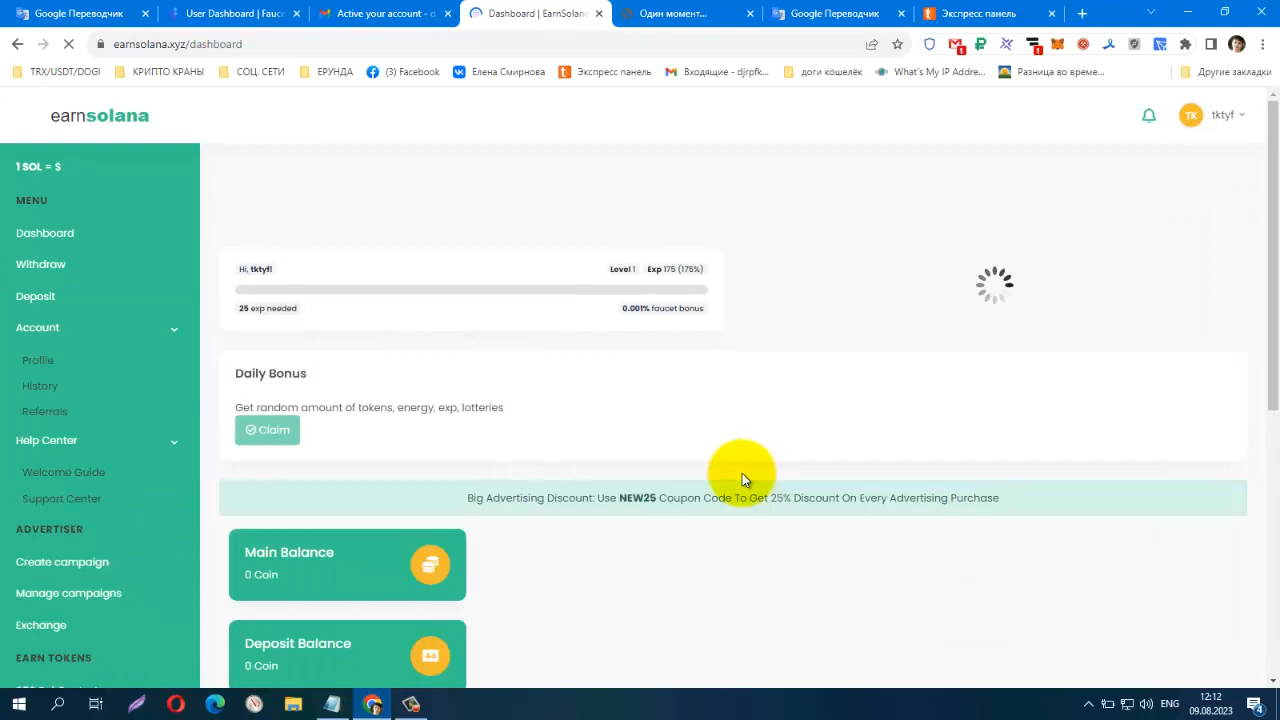 Google Переводчик
User Dashboard | Fauce
Active your account - d
Dashboard | EarnSolana
Один момент…
Google Переводчик
Экспресс панель
earnsolana.xyz/dashboard
1
1
TRX/USDT/DOGI
КРИПТО КРАНЫ
СОЦ. СЕТИ
ЕРУНДА
(3) Facebook
Елена Смирнова
Экспресс панель
Входящие - djrpfk...
доги кошелёк
What's My IP Addre...
Разница во време...
Другие закладки
earnsolana
TK
tktyf
1 SOL = $
MENU
Dashboard
Withdraw
Deposit
Account
Profile
History
Referrals
Help Center
Welcome Guide
Support Center
ADVERTISER
Create campaign
Manage campaigns
Exchange
EARN TOKENS
Hi, tktyf!
Level 1 Exp 175 (175%)
25 exp needed
0.001% faucet bonus
Daily Bonus
Get random amount of tokens, energy, exp, lotteries
Claim
Big Advertising Discount: Use NEW25 Coupon Code To Get 25% Discount On Every Advertising Purchase
Main Balance
0 Coin
Deposit Balance
Ad
0 Coin
ENG
12:12
09.08.2023
4